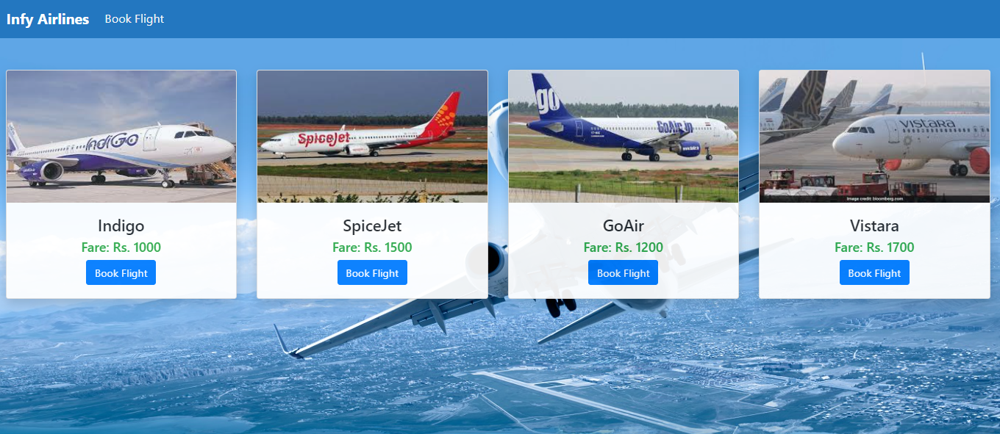 Infy Airlines Book Flight
IndiGo
SpiceJet
go
GoAir.in
VISTARA
Image credit: bloomberg.com
Indigo
Fare: Rs. 1000
Book Flight
SpiceJet
Fare: Rs. 1500
Book Flight
GoAir
Fare: Rs. 1200
Book Flight
Vistara
Fare: Rs. 1700
Book Flight